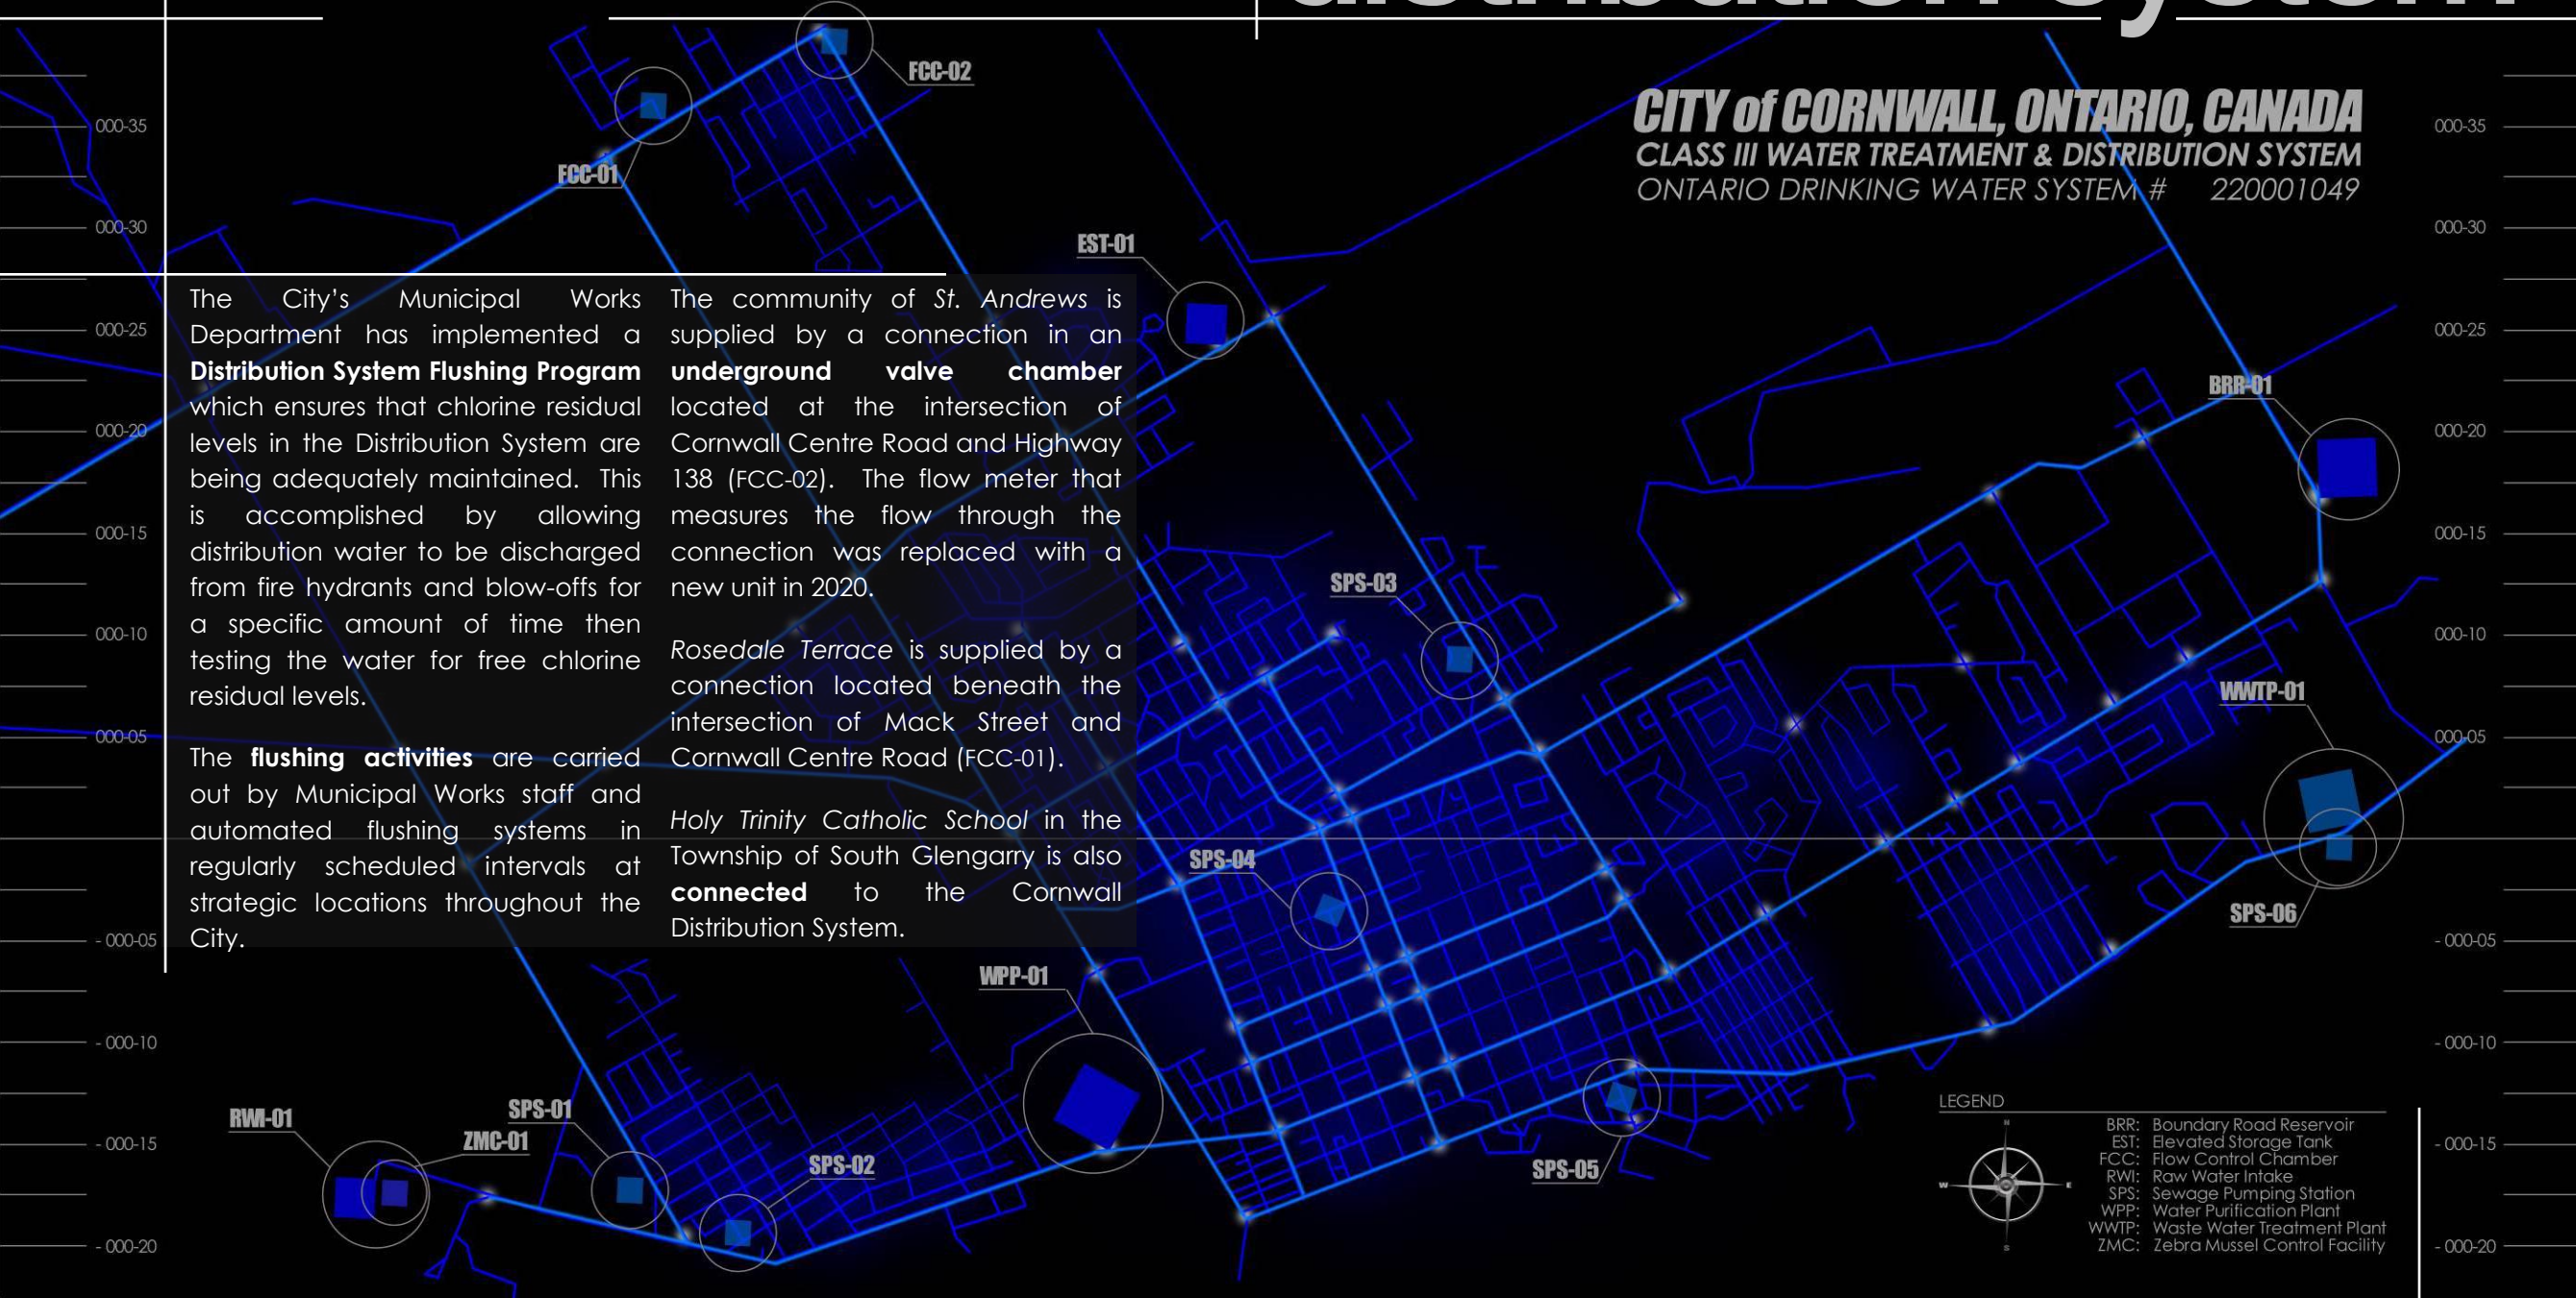 distribution system
CITY of CORNWALL, ONTARIO, CANADA
CLASS III WATER TREATMENT & DISTRIBUTION SYSTEM
ONTARIO DRINKING WATER SYSTEM # 220001049
FCC-02
FCC-01
EST-01
BRR-01
SPS-03
WWTP-01
SPS-04
SPS-06
WPP-01
RWI-01
SPS-01
ZMC-01
SPS-02
SPS-05
000-35
000-30
000-25
000-20
000-15
000-10
000-05
- 000-05
- 000-10
- 000-15
- 000-20
The City’s Municipal Works
Department has implemented a
Distribution System Flushing Program
which ensures that chlorine residual
levels in the Distribution System are
being adequately maintained. This
is accomplished by allowing
distribution water to be discharged
from fire hydrants and blow-offs for
a specific amount of time then
testing the water for free chlorine
residual levels.
The flushing activities are carried
out by Municipal Works staff and
automated flushing systems in
regularly scheduled intervals at
strategic locations throughout the
City.
The community of St. Andrews is
supplied by a connection in an
underground valve chamber
located at the intersection of
Cornwall Centre Road and Highway
138 (FCC-02). The flow meter that
measures the flow through the
connection was replaced with a
new unit in 2020.
Rosedale Terrace is supplied by a
connection located beneath the
intersection of Mack Street and
Cornwall Centre Road (FCC-01).
Holy Trinity Catholic School in the
Township of South Glengarry is also
connected to the Cornwall
Distribution System.
000-35
000-30
000-25
000-20
000-15
000-10
000-05
- 000-05
- 000-10
- 000-15
- 000-20
LEGEND
N
W
E
S
BRR: Boundary Road Reservoir
EST: Elevated Storage Tank
FCC: Flow Control Chamber
RWI: Raw Water Intake
SPS: Sewage Pumping Station
WPP: Water Purification Plant
WWTP: Waste Water Treatment Plant
ZMC: Zebra Mussel Control Facility